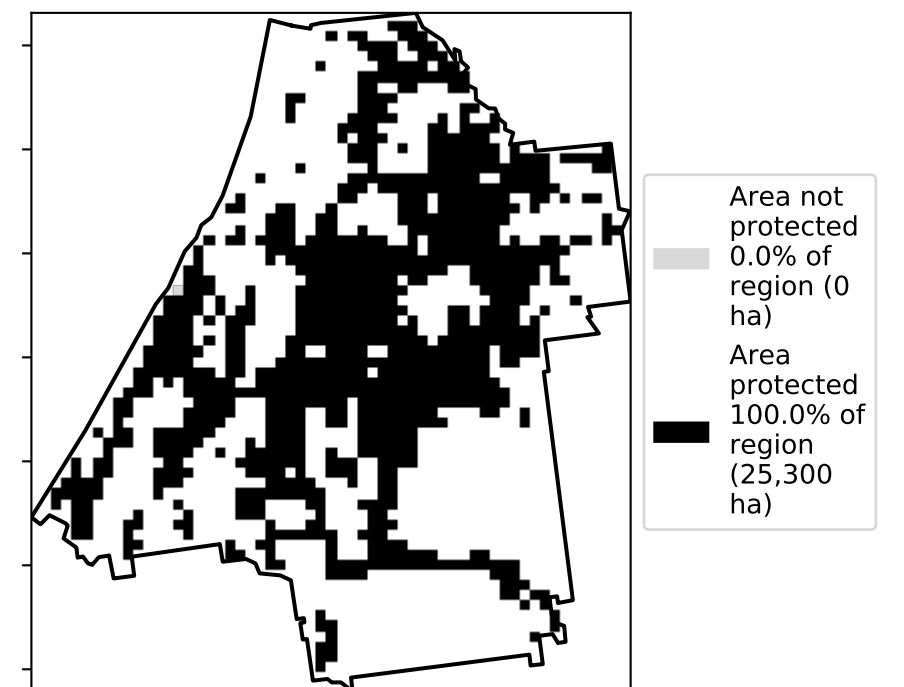 Area not
protected
0.0% of
region (0
ha)
Area
protected
100.0% of
region
(25,300
ha)